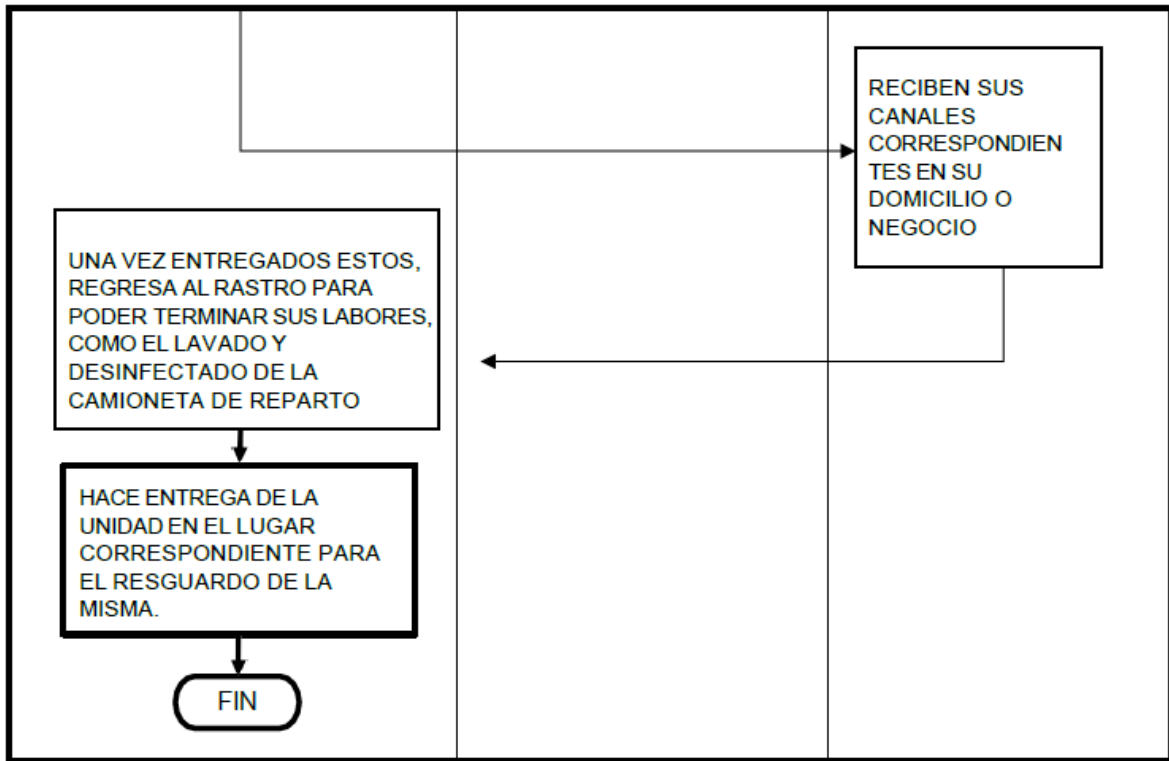 RECIBEN SUS
CANALES
CORRESPONDIEN
TES EN SU
DOMICILIO O
NEGOCIO
UNA VEZ ENTREGADOS ESTOS,
REGRESA AL RASTRO PARA
PODER TERMINAR SUS LABORES,
COMO EL LAVADO Y
DESINFECTADO DE LA
CAMIONETA DE REPARTO
HACE ENTREGA DE LA
UNIDAD EN EL LUGAR
CORRESPONDIENTE PARA
EL RESGUARDO DE LA
MISMA.
FIN